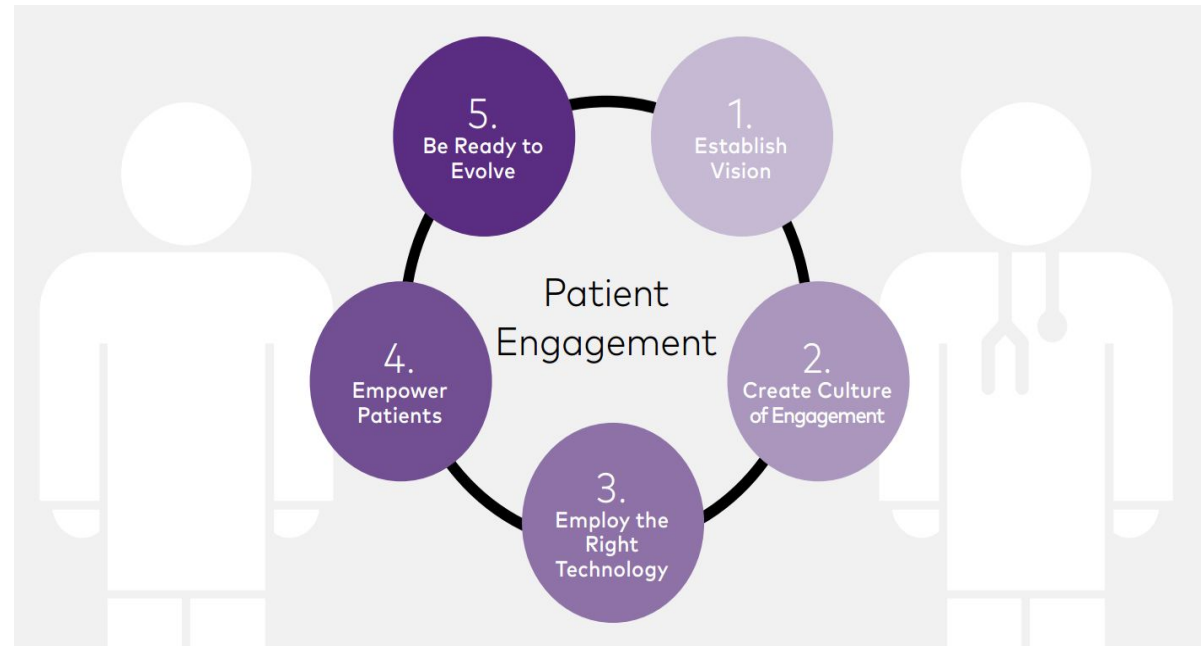 Patient
Engagement
1.
Establish
Vision
2.
Create Culture
of Engagement
3.
Employ the
Right
Technology
4.
Empower
Patients
5.
Be Ready to
Evolve